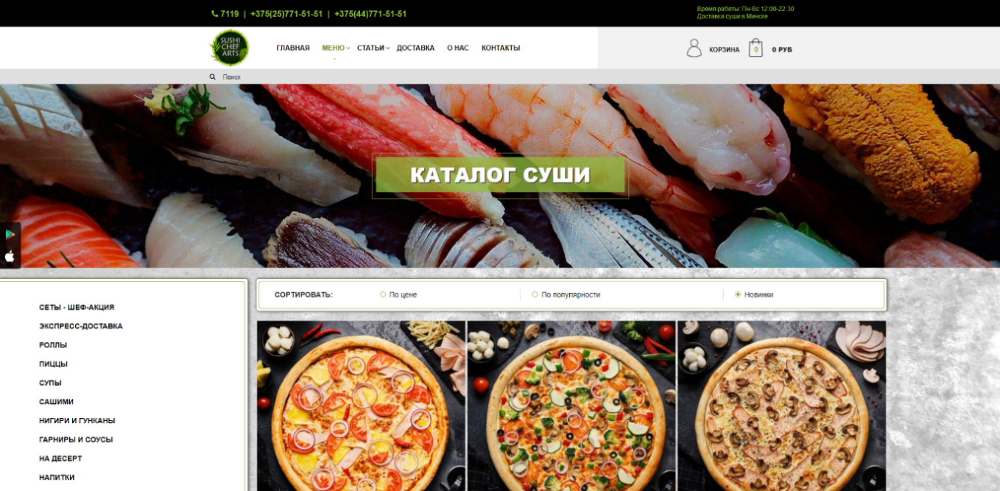 7119 | +375(25)771-51-51 | +375(44)771-51-51
Время работы: Пн-Вс 12:00-22:30
Доставка суши в Минске
SUSHI
CHEF
ARTS
ГЛАВНАЯ МЕНЮ СТАТЬИ ДОСТАВКА О НАС КОНТАКТЫ
КОРЗИНА 0 0 РУБ
Поиск
КАТАЛОГ СУШИ
СОРТИРОВАТЬ: По цене По популярности Новинки
СЕТЫ - ШЕФ-АКЦИЯ
ЭКСПРЕСС-ДОСТАВКА
РОЛЛЫ
ПИЦЦЫ
СУПЫ
САШИМИ
НИГИРИ И ГУНКАНЫ
ГАРНИРЫ И СОУСЫ
НА ДЕСЕРТ
НАПИТКИ